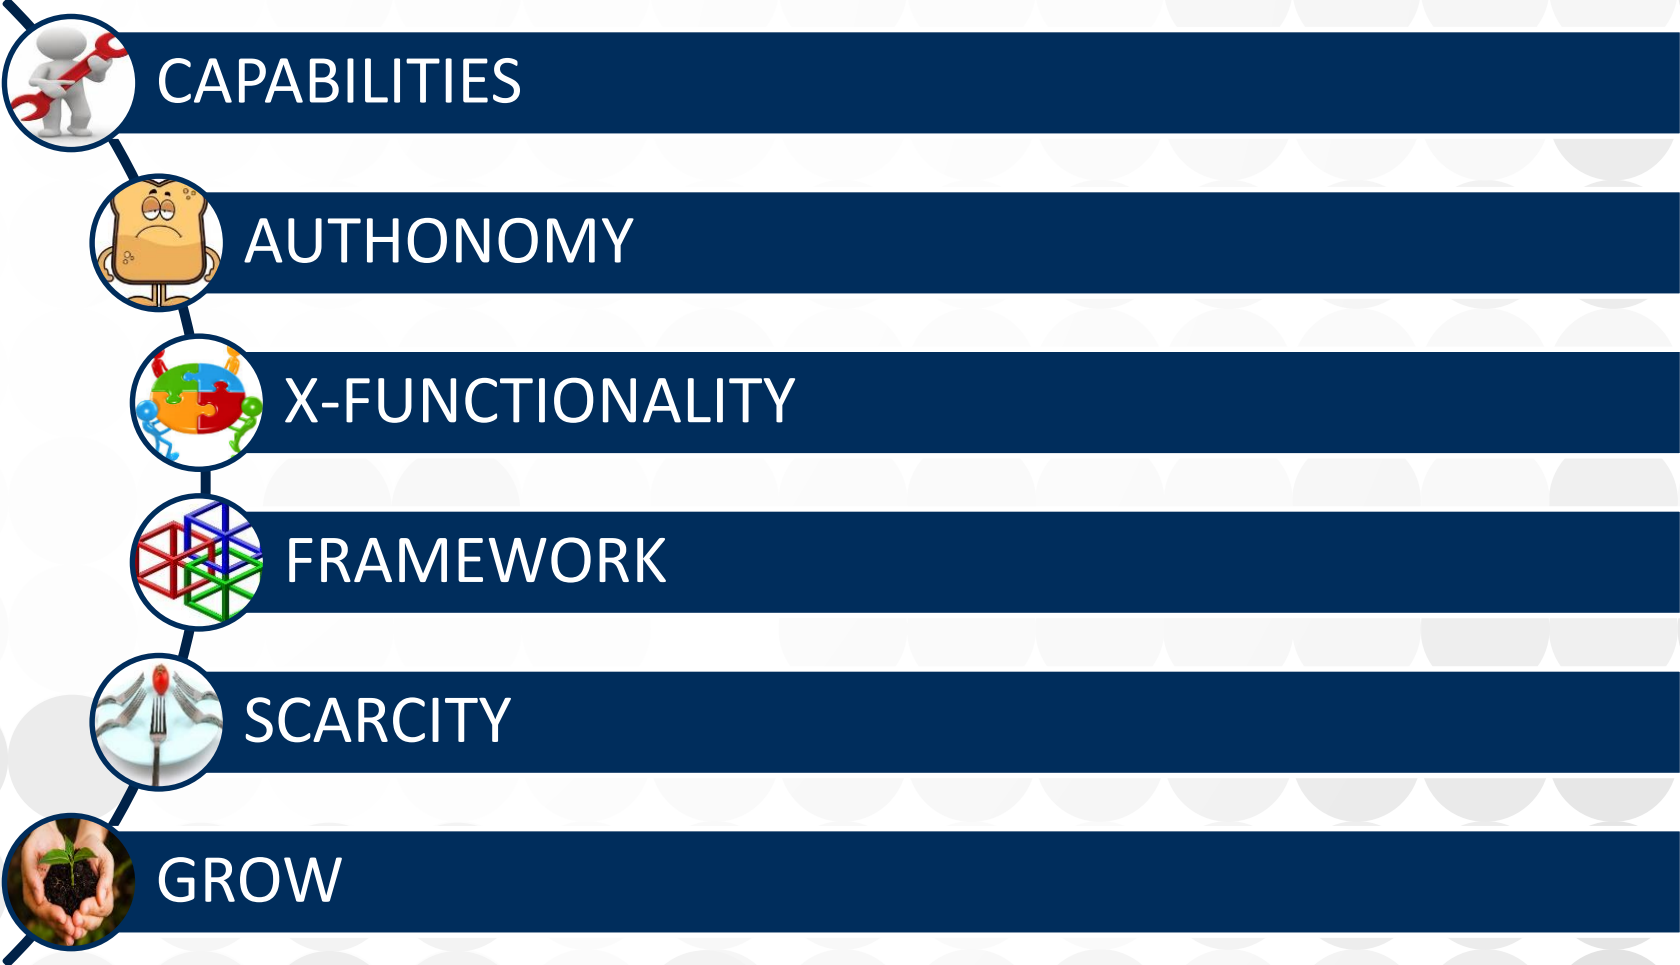 CAPABILITIES
AUTHONOMY
X-FUNCTIONALITY
FRAMEWORK
SCARCITY
GROW